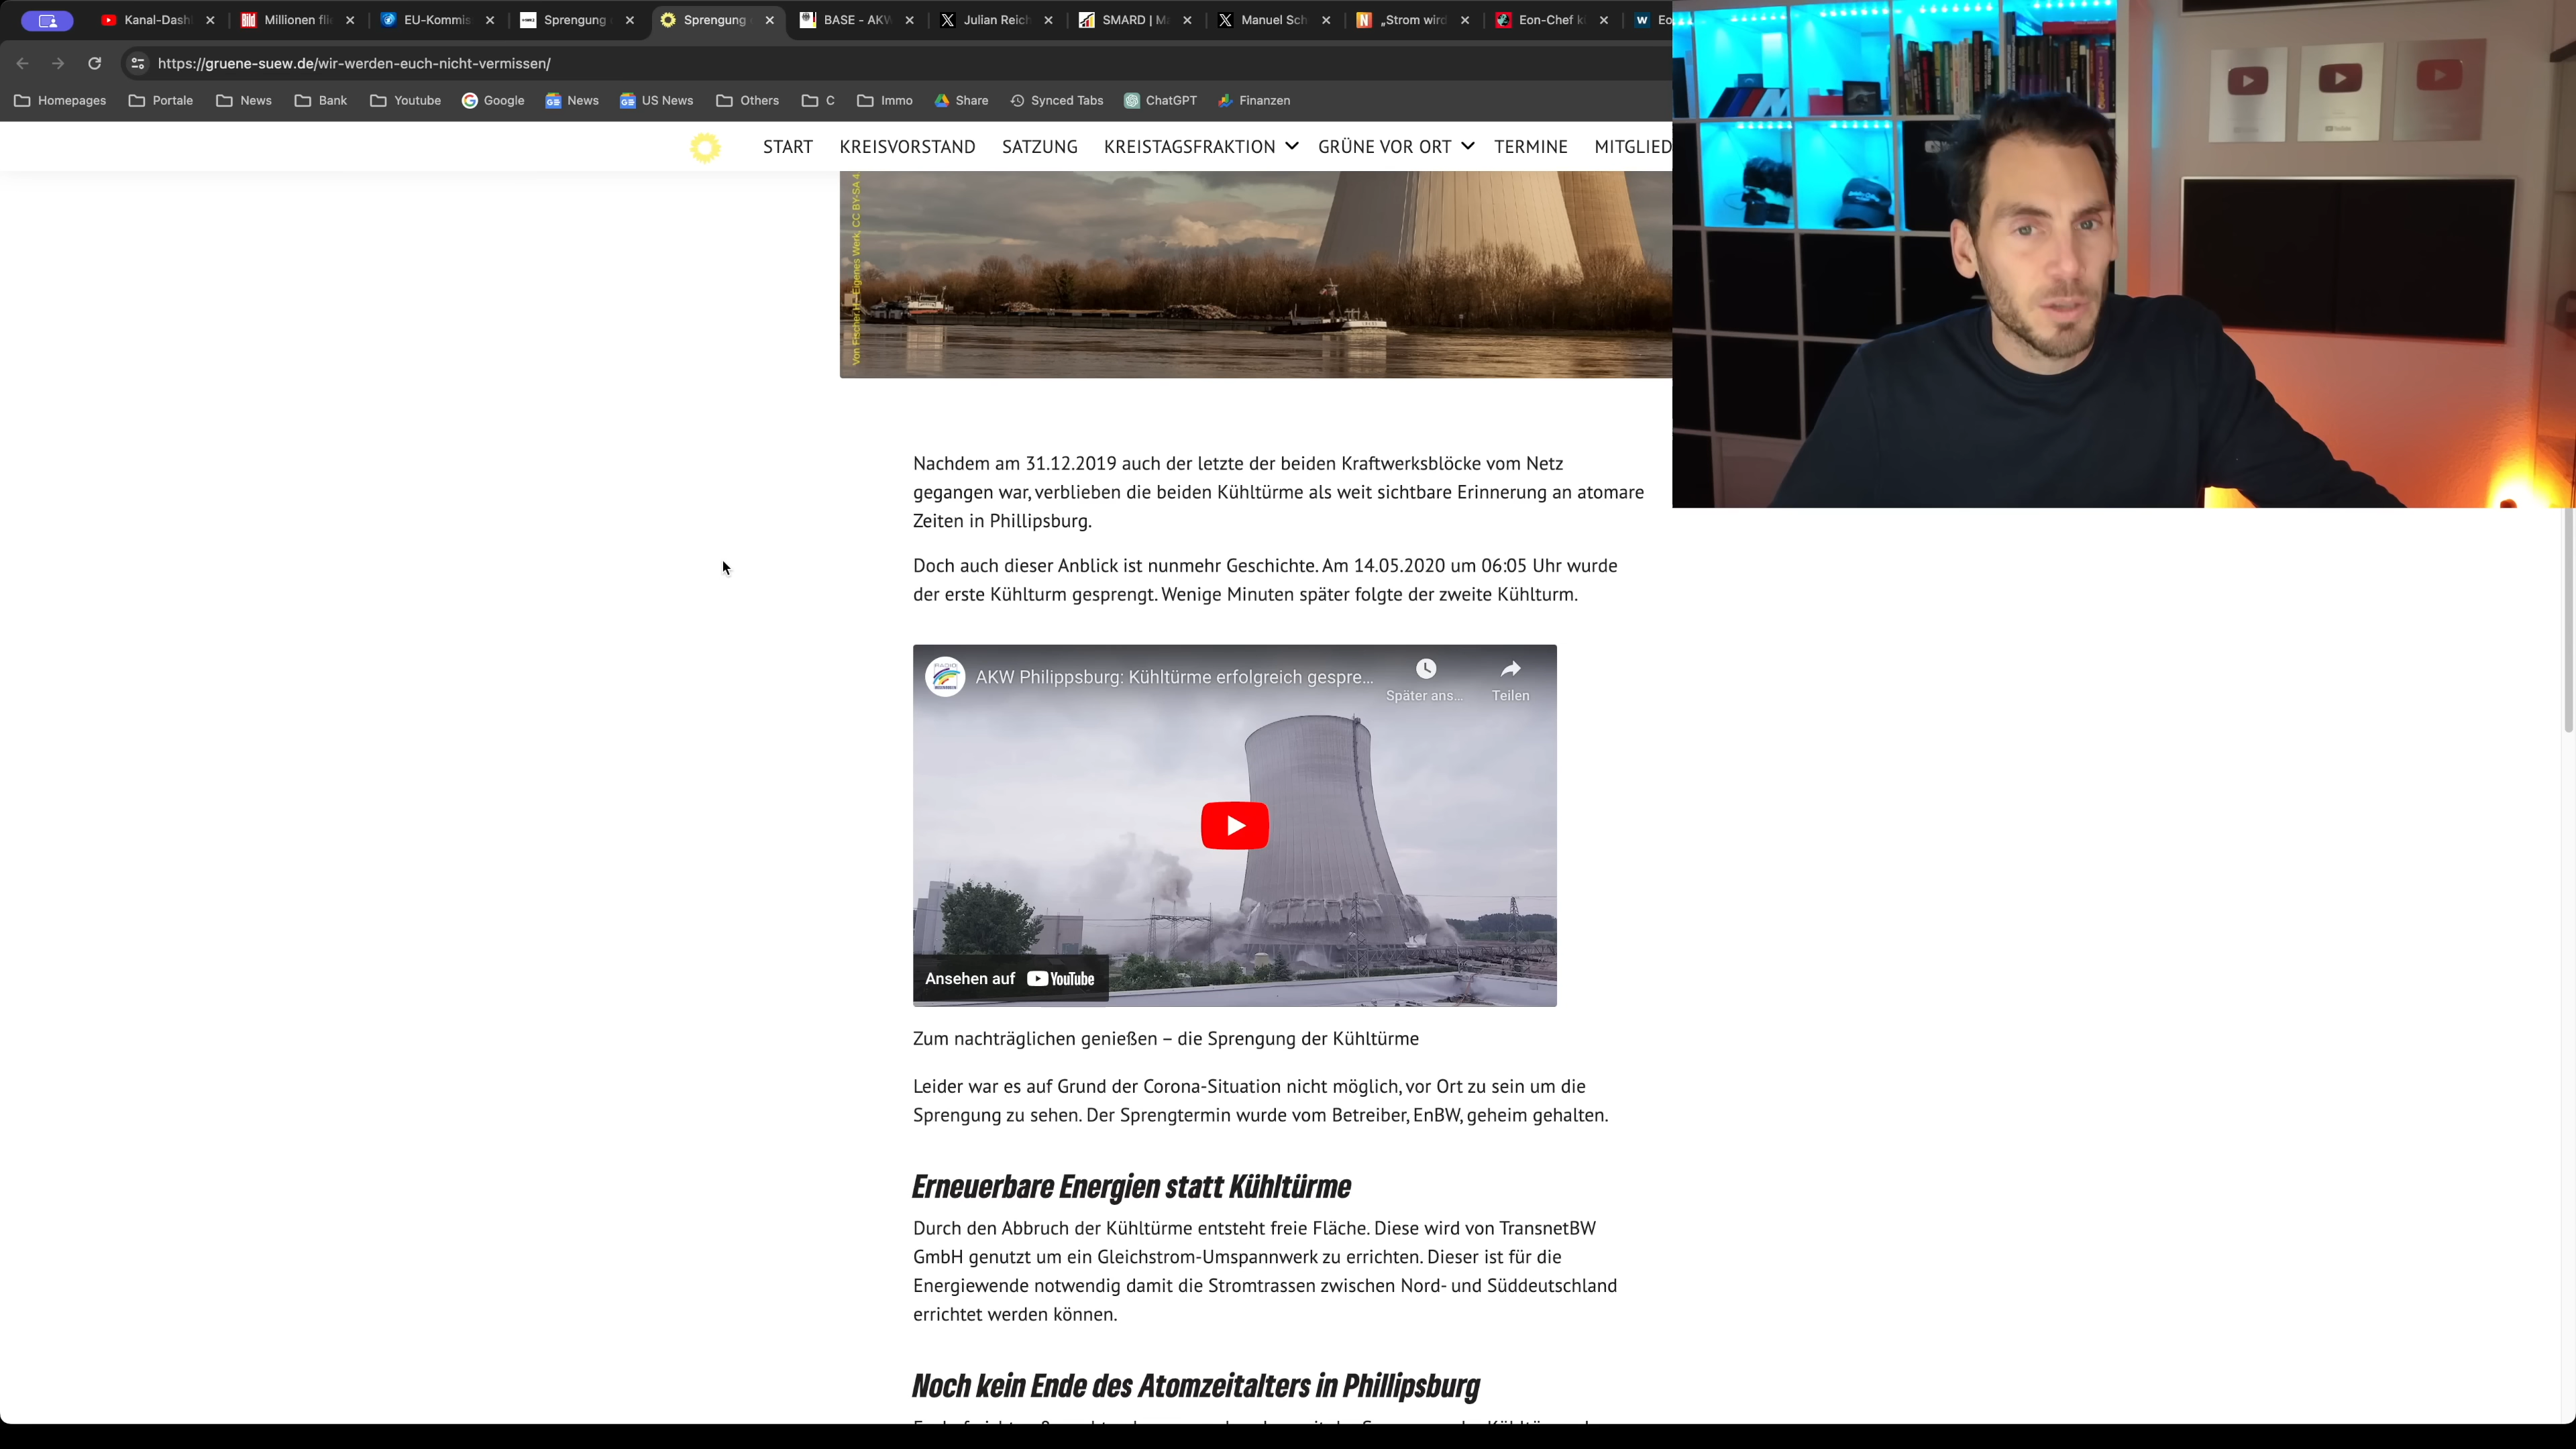 Kanal-Dash
Millionen fli
EU-Kommis
Sprengung
Sprengung
BASE - AKW
Julian Reich
SMARD | Ma
Manuel Sch
„Strom wird
Eon-Chef k
Eo
https://gruene-suew.de/wir-werden-euch-nicht-vermissen/
Homepages
Portale
News
Bank
Youtube
Google
News
US News
Others
C
Immo
Share
Synced Tabs
ChatGPT
Finanzen
START
KREISVORSTAND
SATZUNG
KREISTAGSFRAKTION
GRÜNE VOR ORT
TERMINE
MITGLIED
Eigenes Werk, CC BY-SA 4.
Nachdem am 31.12.2019 auch der letzte der beiden Kraftwerksblöcke vom Netz
gegangen war, verblieben die beiden Kühltürme als weit sichtbare Erinnerung an atomare
Zeiten in Phillipsburg.
Doch auch dieser Anblick ist nunmehr Geschichte. Am 14.05.2020 um 06:05 Uhr wurde
der erste Kühlturm gesprengt. Wenige Minuten später folgte der zweite Kühlturm.
AKW Philippsburg: Kühltürme erfolgreich gespre...
Später ans...
Teilen
Ansehen auf YouTube
Zum nachträglichen genießen – die Sprengung der Kühltürme
Leider war es auf Grund der Corona-Situation nicht möglich, vor Ort zu sein um die
Sprengung zu sehen. Der Sprengtermin wurde vom Betreiber, EnBW, geheim gehalten.
Erneuerbare Energien statt Kühltürme
Durch den Abbruch der Kühltürme entsteht freie Fläche. Diese wird von TransnetBW
GmbH genutzt um ein Gleichstrom-Umspannwerk zu errichten. Dieser ist für die
Energiewende notwendig damit die Stromtrassen zwischen Nord- und Süddeutschland
errichtet werden können.
Noch kein Ende des Atomzeitalters in Phillipsburg